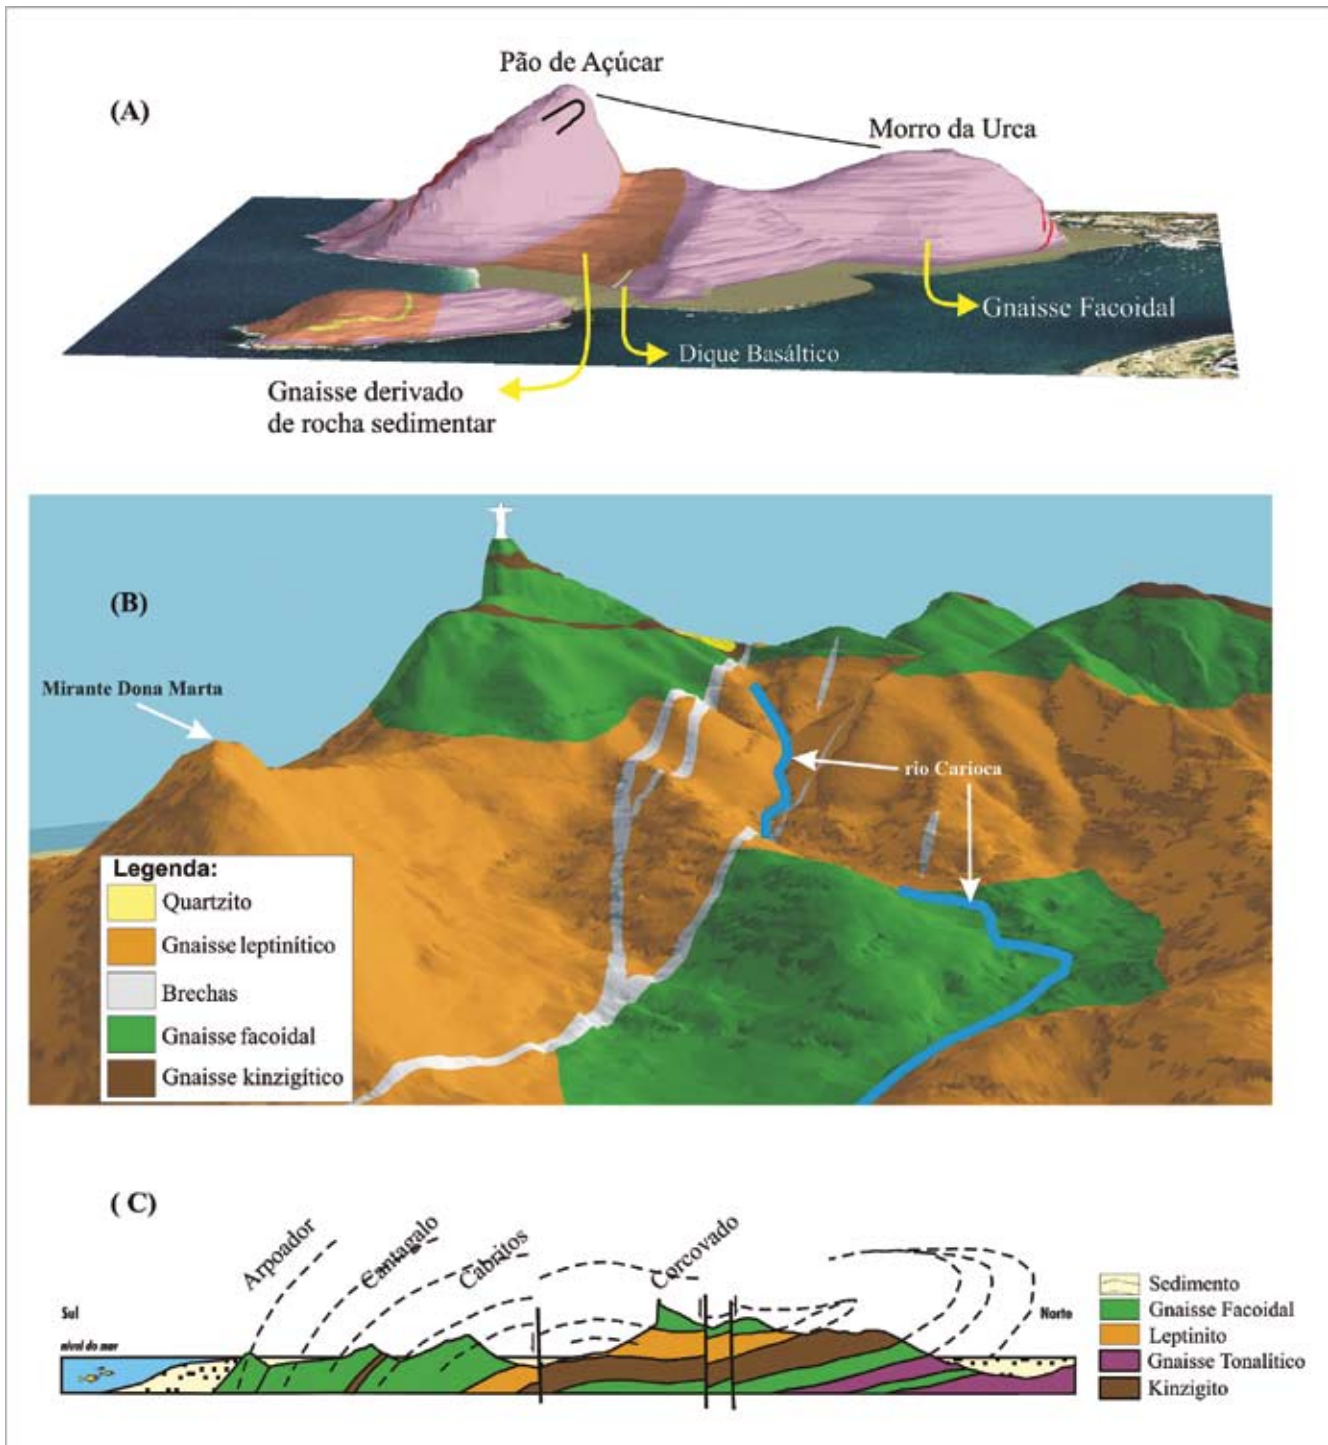 Pão de Açúcar
(A)
Morro da Urca
Gnaisse Facoidal
Dique Basáltico
Gnaisse derivado
de rocha sedimentar
(B)
Mirante Dona Marta
rio Carioca
Legenda:
Quartzito
Gnaisse leptinítico
Brechas
Gnaisse facoidal
Gnaisse kinzigítico
( C)
Arpoador
Cantagalo
Cabritos
Corcovado
Sul
Norte
nível do mar
Sedimento
Gnaisse Facoidal
Leptinito
Gnaisse Tonalítico
Kinzigito